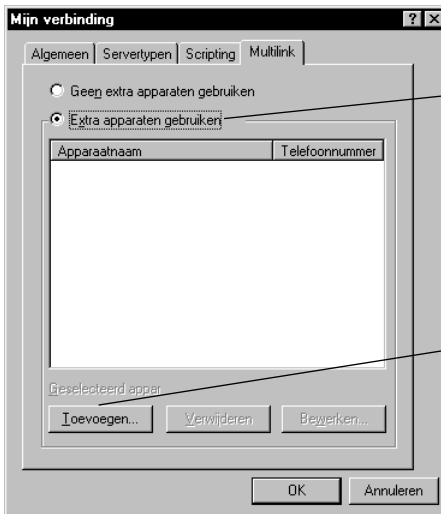 Mijn verbinding
Algemeen Servertypen Scripting Multilink
Geen extra apparaten gebruiken
Extra apparaten gebruiken
Apparaatnaam Telefoonnummer
Geselecteerd appar
Toevoegen... Verwijderen Bewerken...
OK Annuleren